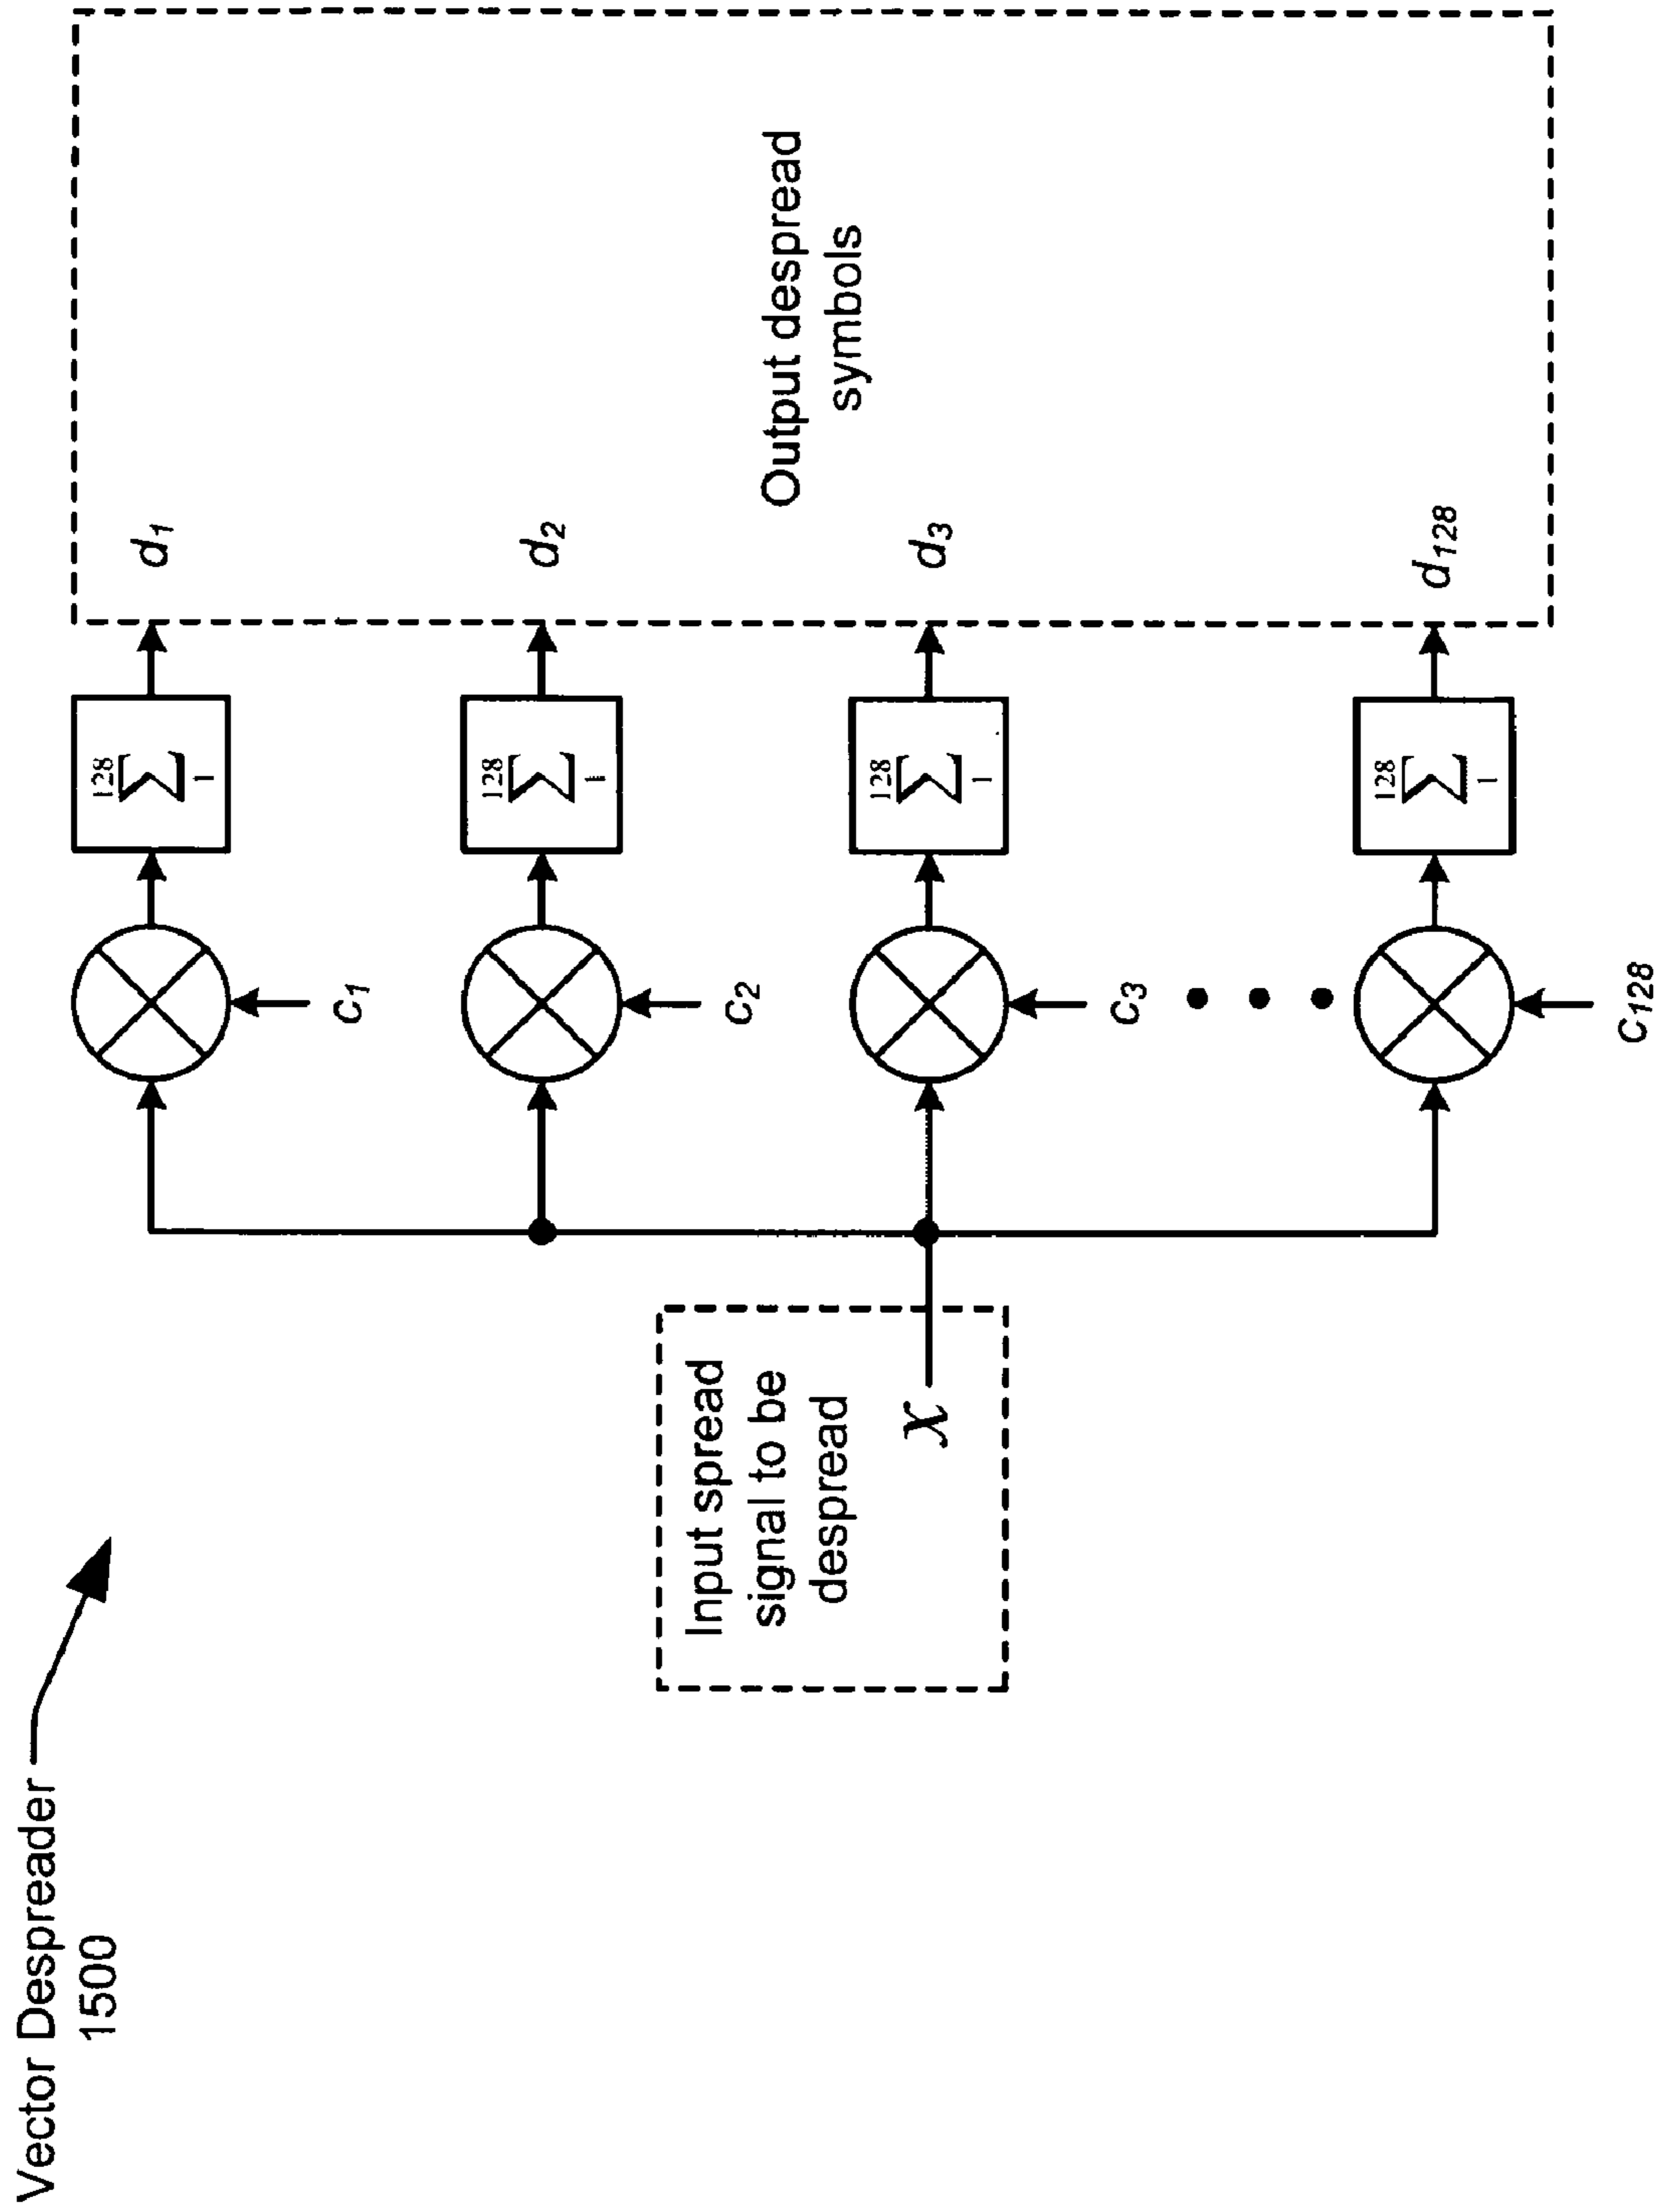 Vector Despreader
1500
Input spread
signal to be
despread
x
c1
c2
c3
c128
128
∑
1
128
∑
1
128
∑
1
128
∑
1
d1
d2
d3
d128
Output despread
symbols